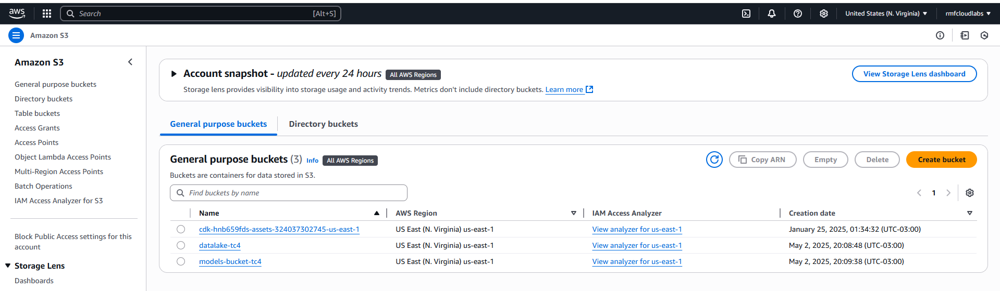 aws
Search [Alt+S]
United States (N. Virginia)
rmfcloudlabs
Amazon S3
Amazon S3
General purpose buckets
Directory buckets
Table buckets
Access Grants
Access Points
Object Lambda Access Points
Multi-Region Access Points
Batch Operations
IAM Access Analyzer for S3
Block Public Access settings for this
account
Storage Lens
Dashboards
Account snapshot - updated every 24 hours All AWS Regions
View Storage Lens dashboard
Storage lens provides visibility into storage usage and activity trends. Metrics don't include directory buckets. Learn more
General purpose buckets Directory buckets
General purpose buckets (3) Info All AWS Regions
Copy ARN Empty Delete Create bucket
Buckets are containers for data stored in S3.
Find buckets by name
1
Name AWS Region IAM Access Analyzer Creation date
cdk-hnb659fds-assets-324037302745-us-east-1 US East (N. Virginia) us-east-1 View analyzer for us-east-1 January 25, 2025, 01:34:32 (UTC-03:00)
datalake-tc4 US East (N. Virginia) us-east-1 View analyzer for us-east-1 May 2, 2025, 20:08:48 (UTC-03:00)
models-bucket-tc4 US East (N. Virginia) us-east-1 View analyzer for us-east-1 May 2, 2025, 20:09:38 (UTC-03:00)